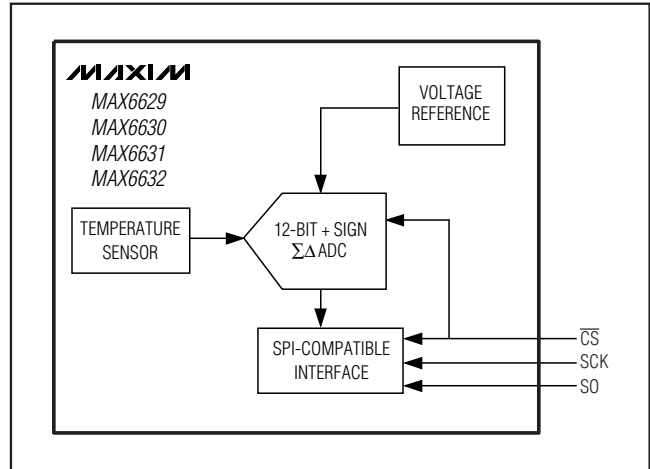 MAXIM
MAX6629
MAX6630
MAX6631
MAX6632
VOLTAGE
REFERENCE
TEMPERATURE
SENSOR
12-BIT + SIGN
ΣΔ ADC
SPI-COMPATIBLE
INTERFACE
C̅S̅
SCK
SO